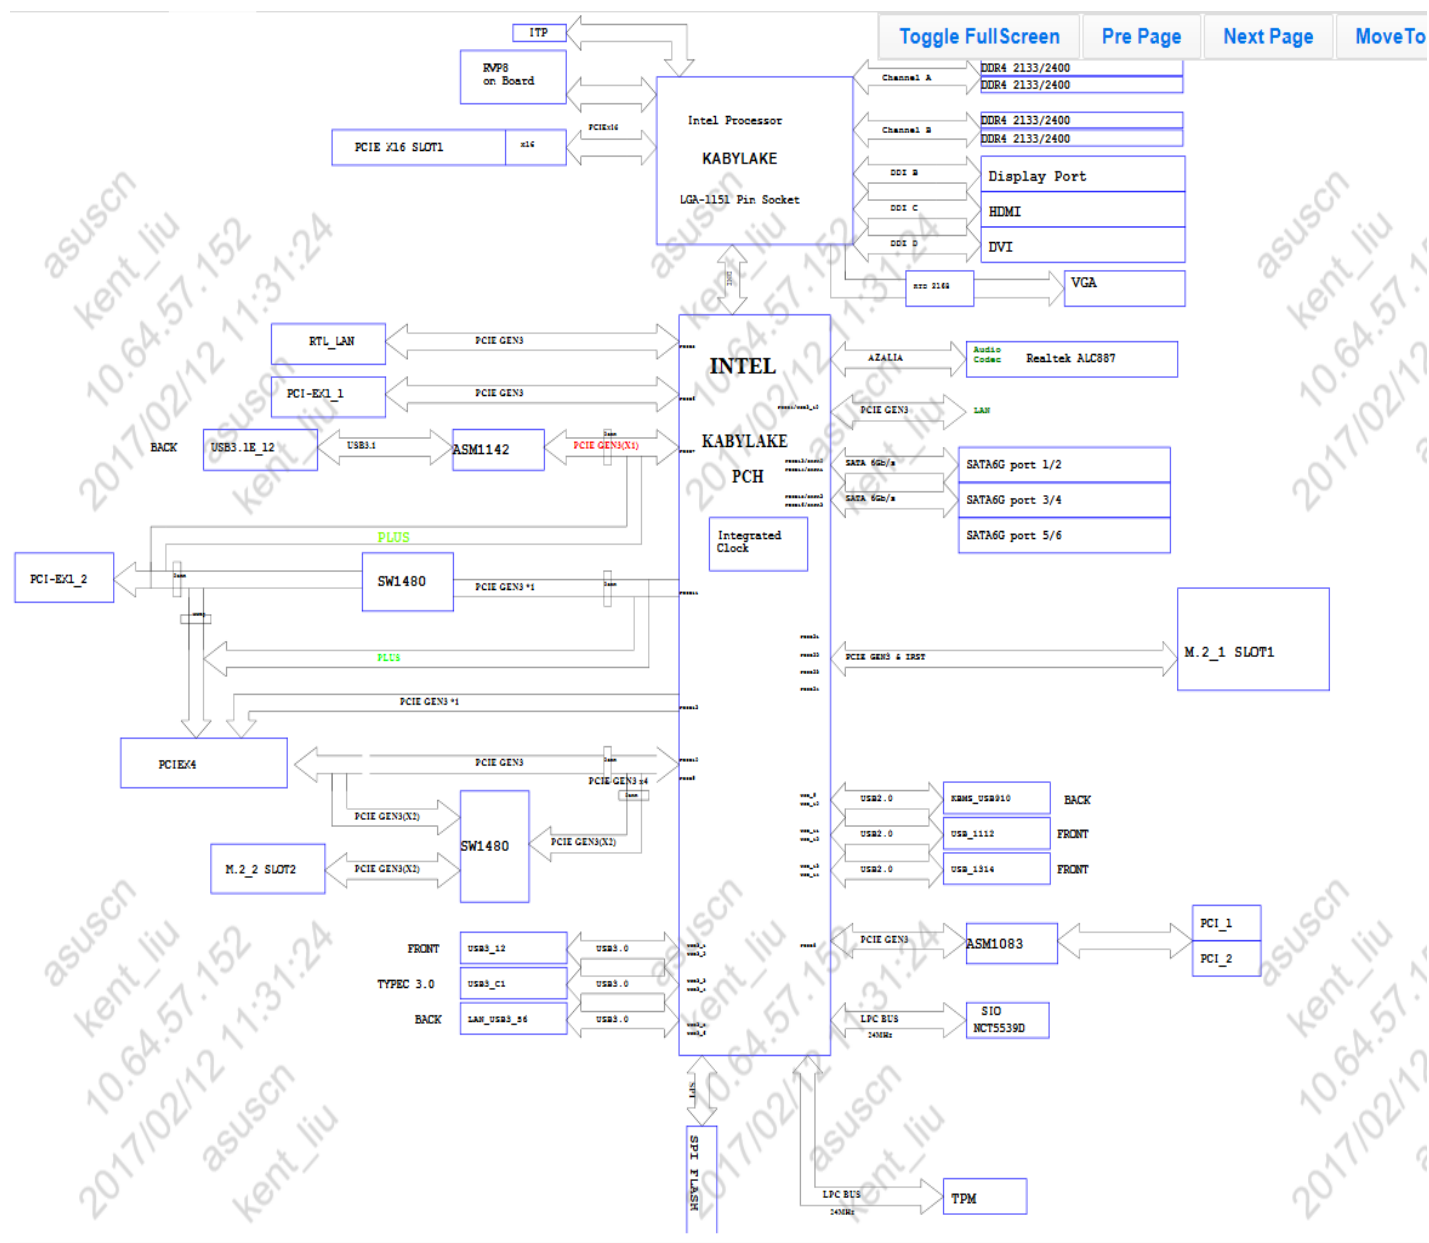 Toggle FullScreen
Pre Page
Next Page
MoveTo
ITP
RVP8
on Board
PCIE X16 SLOT1
x16
PCIEx16
Intel Processor
KABYLAKE
LGA-1151 Pin Socket
Channel A
DDR4 2133/2400
DDR4 2133/2400
Channel B
DDR4 2133/2400
DDR4 2133/2400
DDI B
Display Port
DDI C
HDMI
DDI D
DVI
VGA
DMI
RTL_LAN
PCIE GEN3
PCI-EX1_1
PCIE GEN3
BACK
USB3.1E_12
USB3.1
ASM1142
PCIE GEN3(X1)
INTEL
KABYLAKE
PCH
Integrated
Clock
AZALIA
Audio
Codec
Realtek ALC887
PCIE GEN3
LAN
SATA 6Gb/s
SATA6G port 1/2
SATA 6Gb/s
SATA6G port 3/4
SATA6G port 5/6
PLUS
PCI-EX1_2
SW1480
PCIE GEN3 *1
PLUS
PCIE GEN3 *1
PCIE GEN3 & IRST
M.2_1 SLOT1
PCIEX4
PCIE GEN3
PCIE GEN3 x4
PCIE GEN3(X2)
SW1480
PCIE GEN3(X2)
M.2_2 SLOT2
PCIE GEN3(X2)
USB2.0
KBMS_USB910
BACK
USB2.0
USB_1112
FRONT
USB2.0
USB_1314
FRONT
FRONT
USB3_12
USB3.0
TYPEC 3.0
USB3_C1
USB3.0
BACK
LAN_USB3_56
USB3.0
PCIE GEN3
ASM1083
PCI_1
PCI_2
LPC BUS
24MHz
SIO
NCT5539D
SPI
SPI FLASH
LPC BUS
24MHz
TPM
asuscn
kent_liu
10.64.57.152
2017/02/12 11:31:24
asuscn
kent_liu